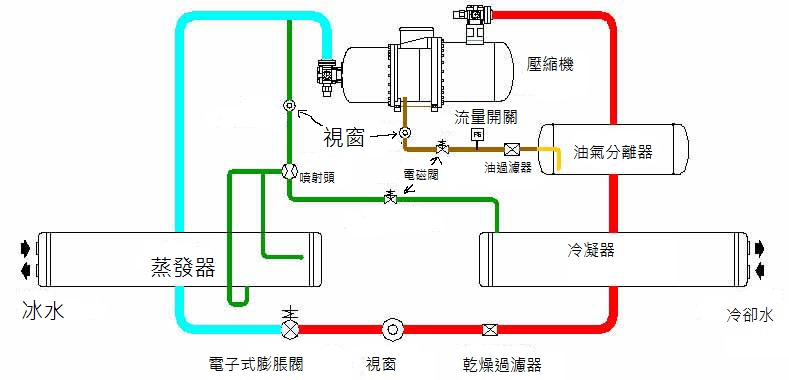 壓縮機
流量開關
視窗
油氣分離器
油過濾器
電磁閥
噴射頭
蒸發器
冷凝器
冰水
冷卻水
電子式膨脹閥
視窗
乾燥過濾器